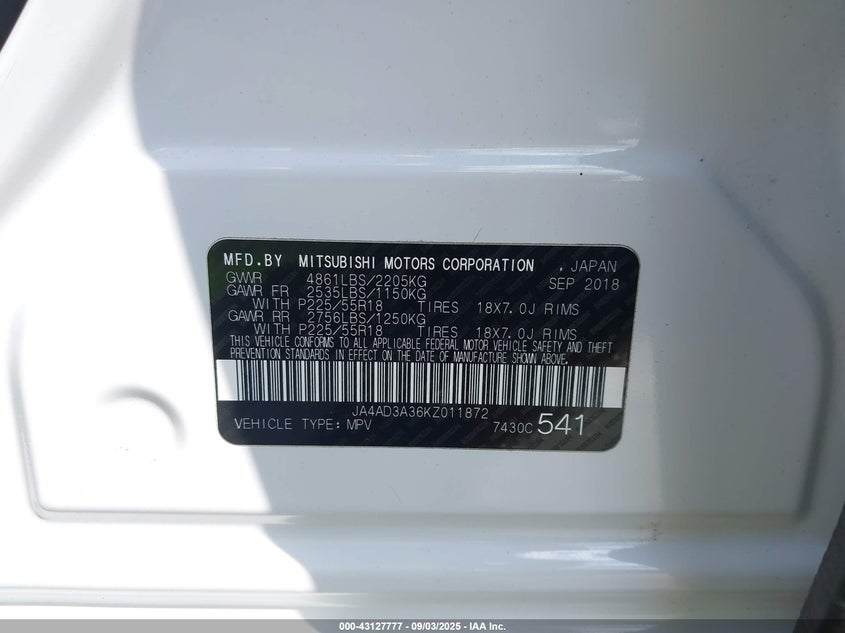 MFD.BY MITSUBISHI MOTORS CORPORATION , JAPAN
GVWR 4861LBS/2205KG SEP 2018
GAWR FR 2535LBS/1150KG
WITH P225/55R18 TIRES 18X7.0J RIMS
GAWR RR 2756LBS/1250KG
WITH P225/55R18 TIRES 18X7.0J RIMS
THIS VEHICLE CONFORMS TO ALL APPLICABLE FEDERAL MOTOR VEHICLE SAFETY AND THEFT
PREVENTION STANDARDS IN EFFECT ON THE DATE OF MANUFACTURE SHOWN ABOVE.
JA4AD3A36KZ011872
VEHICLE TYPE: MPV 7430C 541
000-43127777 - 09/03/2025 - IAA Inc.